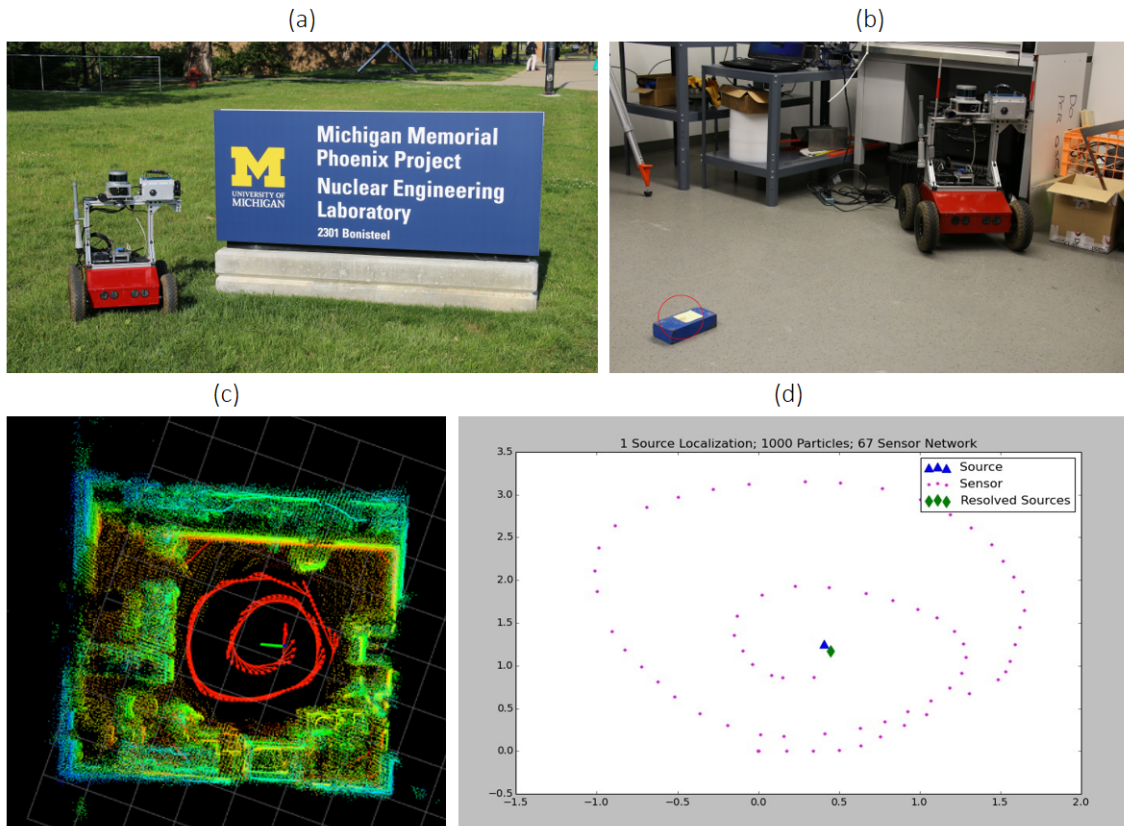 (a)
(b)
Michigan Memorial
Phoenix Project
Nuclear Engineering
Laboratory
2301 Bonisteel
M
UNIVERSITY OF
MICHIGAN
(c)
(d)
1 Source Localization; 1000 Particles; 67 Sensor Network
Source
Sensor
Resolved Sources
3.5
3.0
2.5
2.0
1.5
1.0
0.5
0.0
−0.5
−1.5
−1.0
−0.5
0.0
0.5
1.0
1.5
2.0